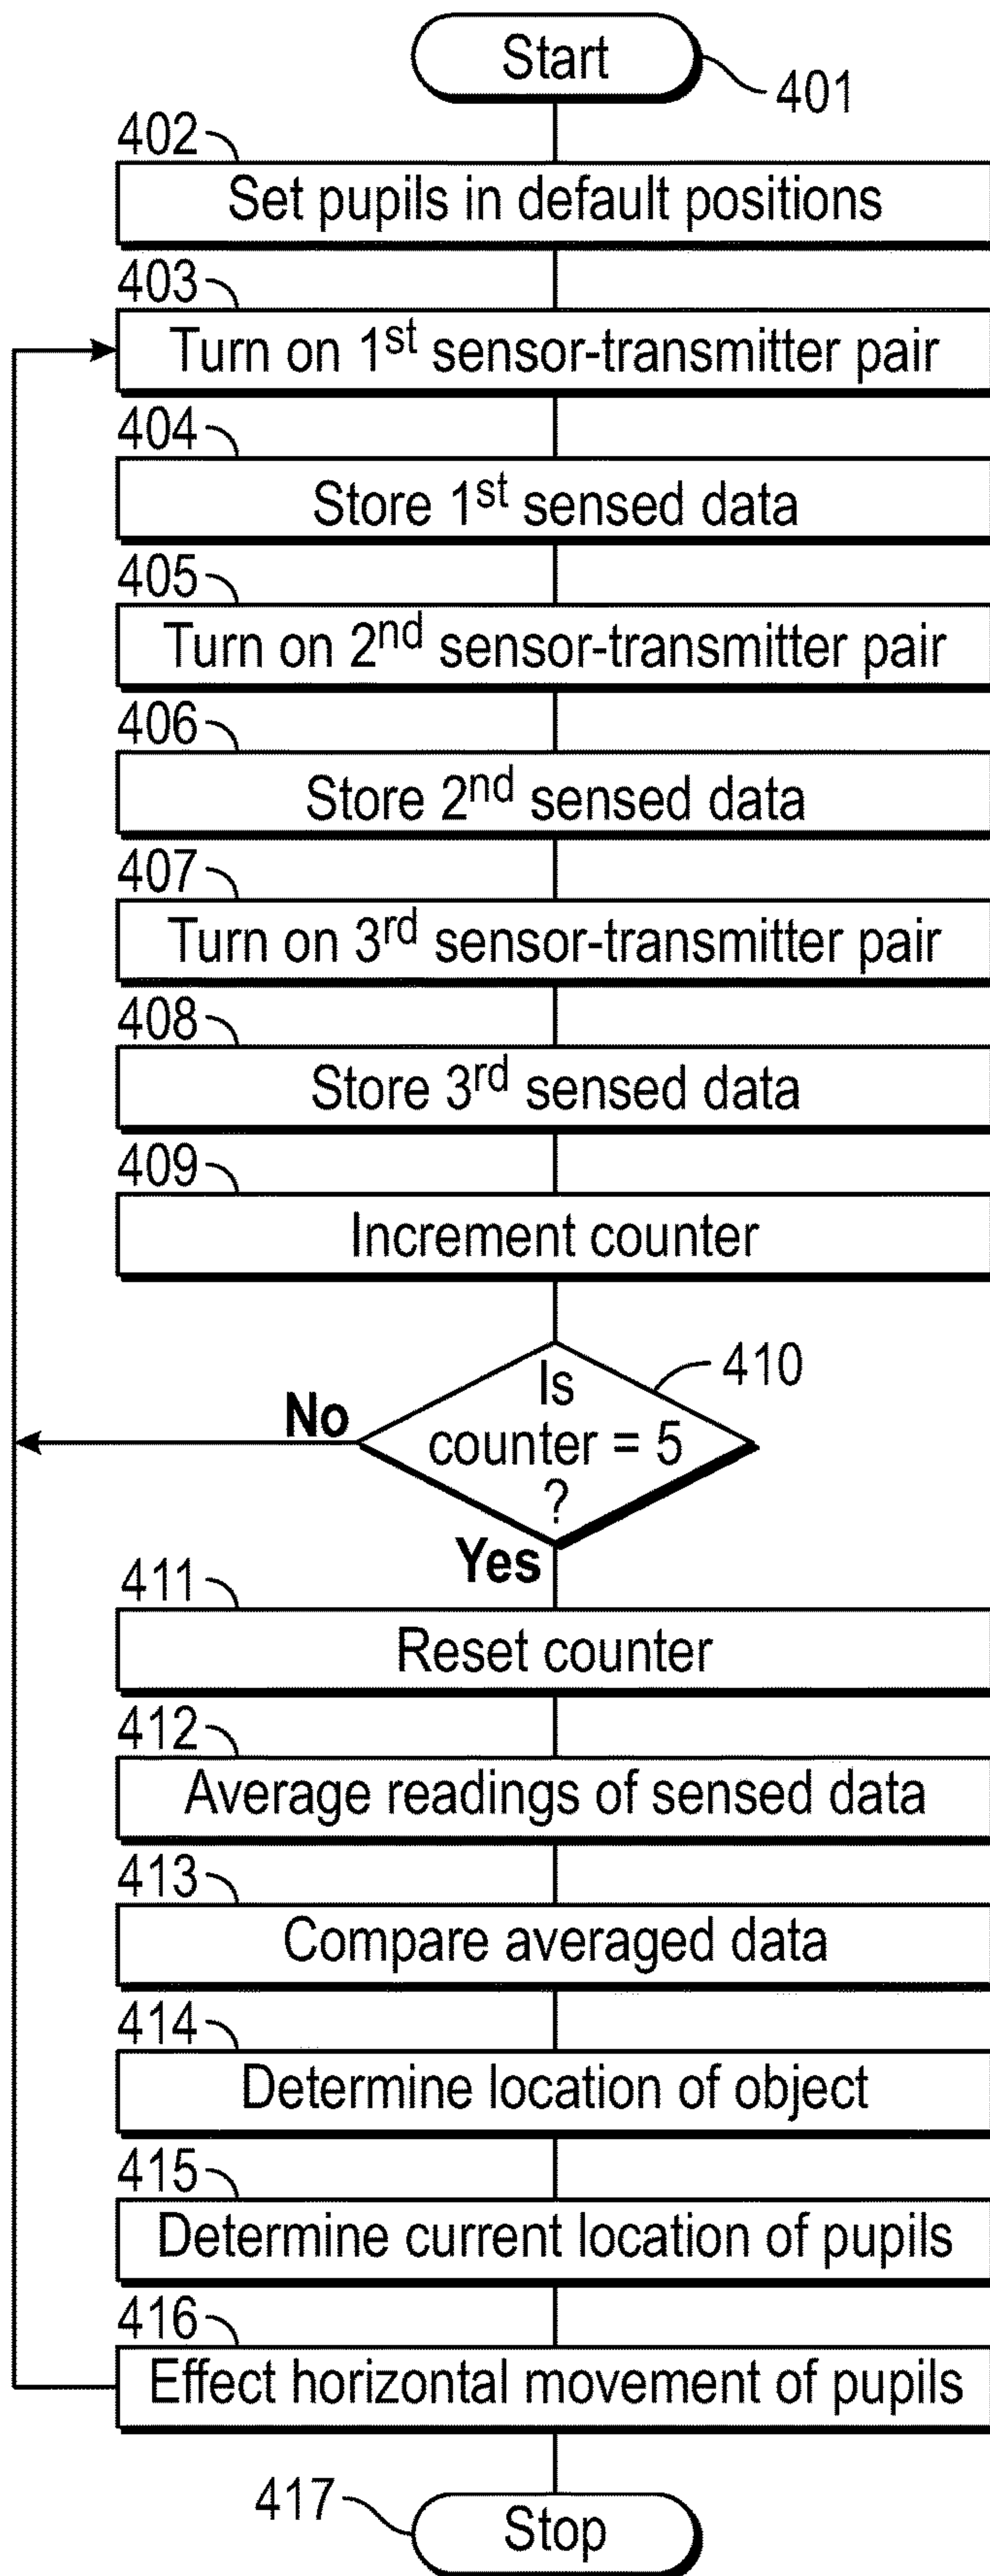 Start
401
402
Set pupils in default positions
403
Turn on 1st sensor-transmitter pair
404
Store 1st sensed data
405
Turn on 2nd sensor-transmitter pair
406
Store 2nd sensed data
407
Turn on 3rd sensor-transmitter pair
408
Store 3rd sensed data
409
Increment counter
410
Is
No
counter = 5
?
Yes
411
Reset counter
412
Average readings of sensed data
413
Compare averaged data
414
Determine location of object
415
Determine current location of pupils
416
Effect horizontal movement of pupils
417
Stop